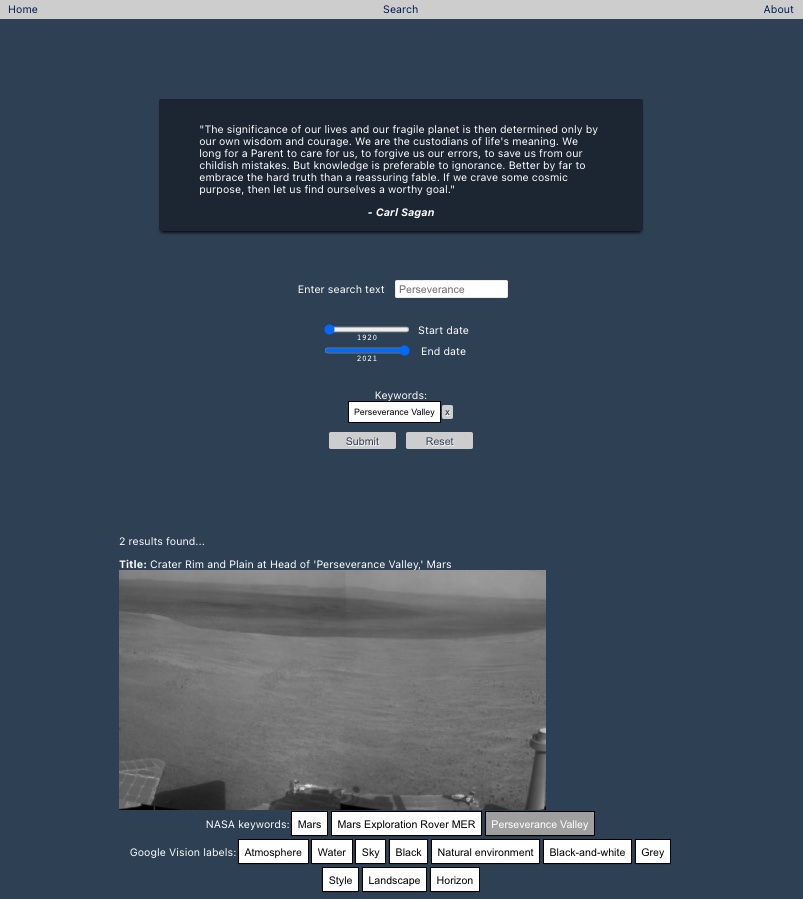 Home Search About
"The significance of our lives and our fragile planet is then determined only by
our own wisdom and courage. We are the custodians of life's meaning. We
long for a Parent to care for us, to forgive us our errors, to save us from our
childish mistakes. But knowledge is preferable to ignorance. Better by far to
embrace the hard truth than a reassuring fable. If we crave some cosmic
purpose, then let us find ourselves a worthy goal."
- Carl Sagan
Enter search text Perseverance
Start date
1920
End date
2021
Keywords:
Perseverance Valley x
Submit Reset
2 results found...
Title: Crater Rim and Plain at Head of 'Perseverance Valley,' Mars
NASA keywords: Mars Mars Exploration Rover MER Perseverance Valley
Google Vision labels: Atmosphere Water Sky Black Natural environment Black-and-white Grey
Style Landscape Horizon